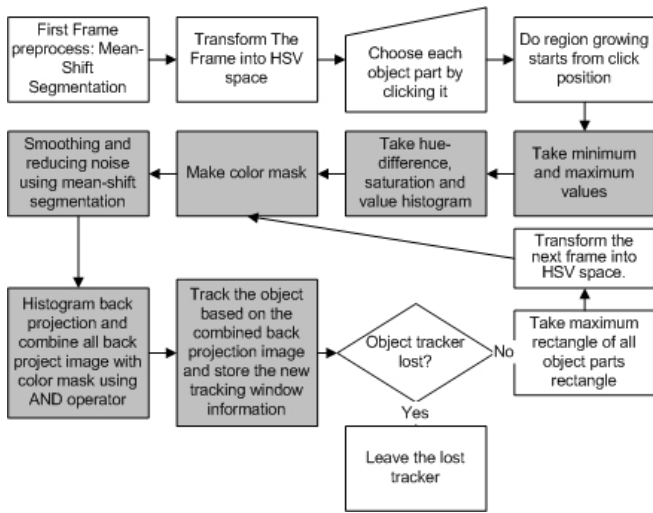 First Frame
preprocess: Mean-
Shift
Segmentation
Transform The
Frame into HSV
space
Choose each
object part by
clicking it
Do region growing
starts from click
position
Smoothing and
reducing noise
using mean-shift
segmentation
Make color mask
Take hue-
difference,
saturation and
value histogram
Take minimum
and maximum
values
Transform the
next frame into
HSV space.
Histogram back
projection and
combine all back
project image with
color mask using
AND operator
Track the object
based on the
combined back
projection image
and store the new
tracking window
information
Object tracker
lost?
No
Take maximum
rectangle of all
object parts
rectangle
Yes
Leave the lost
tracker